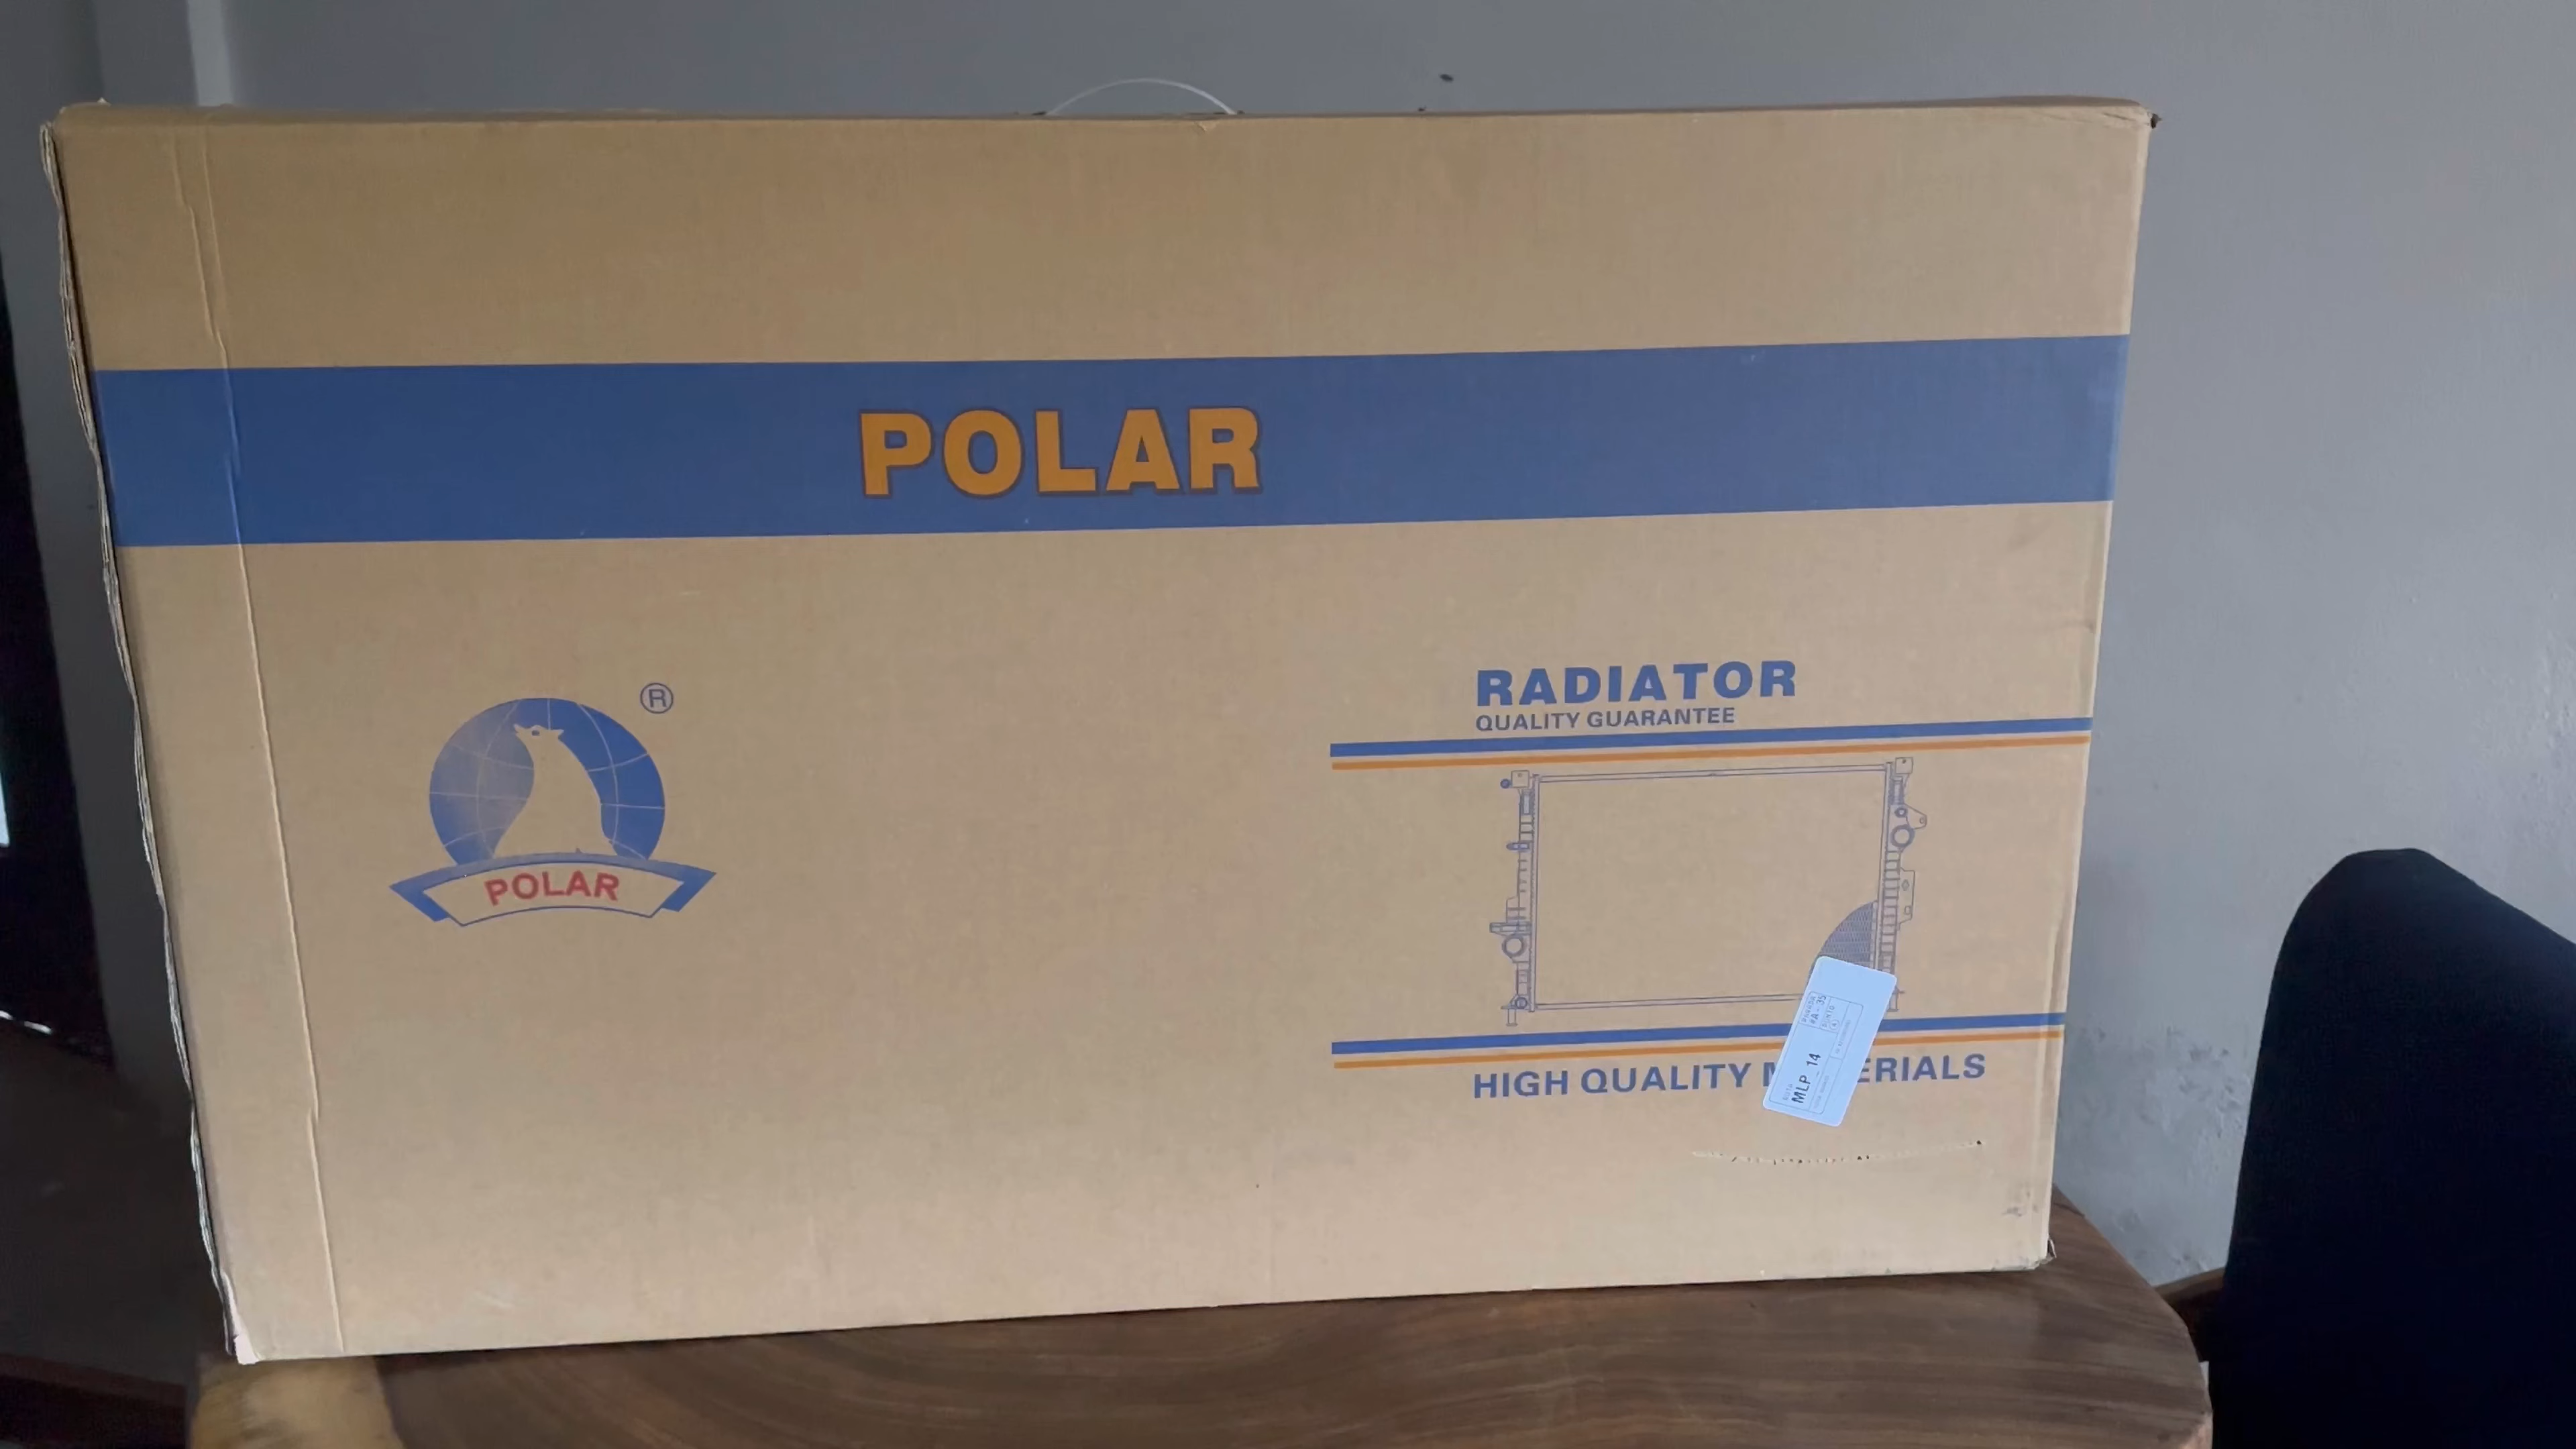 POLAR
®
POLAR
RADIATOR
QUALITY GUARANTEE
HIGH QUALITY M ERIALS
MLP 14